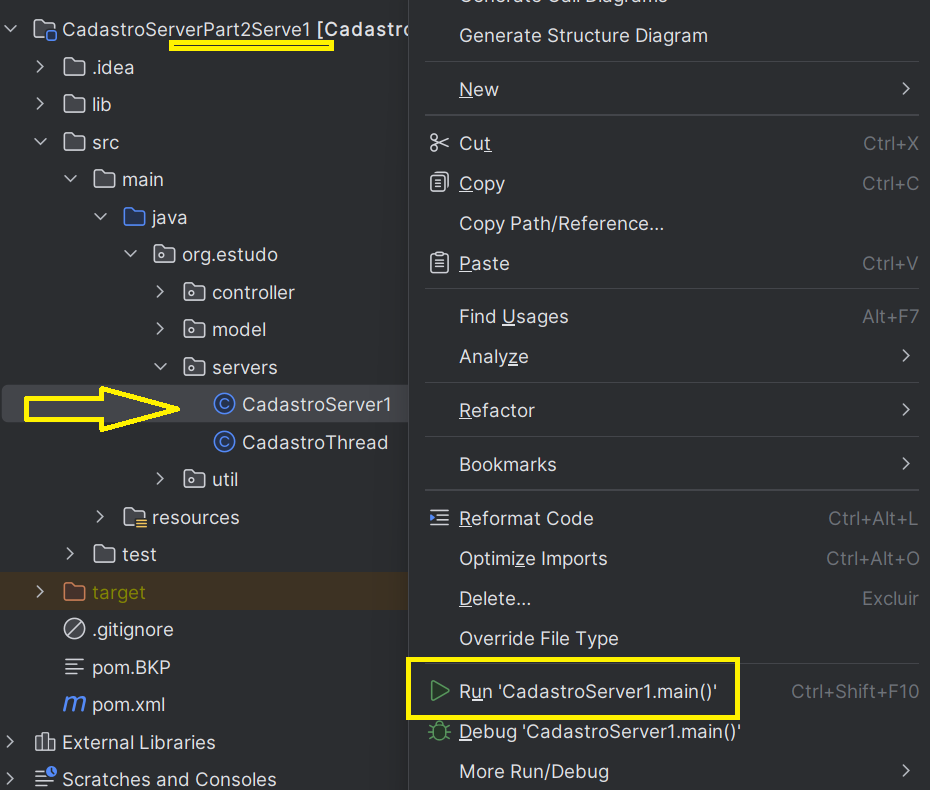 CadastroServerPart2Serve1 [Cadastro
.idea
lib
src
main
java
org.estudo
controller
model
servers
CadastroServer1
CadastroThread
util
resources
test
target
.gitignore
pom.BKP
pom.xml
External Libraries
Scratches and Consoles
Generate Call Diagrams
Generate Structure Diagram
New
Cut Ctrl+X
Copy Ctrl+C
Copy Path/Reference...
Paste Ctrl+V
Find Usages Alt+F7
Analyze
Refactor
Bookmarks
Reformat Code Ctrl+Alt+L
Optimize Imports Ctrl+Alt+O
Delete... Excluir
Override File Type
Run 'CadastroServer1.main()' Ctrl+Shift+F10
Debug 'CadastroServer1.main()'
More Run/Debug